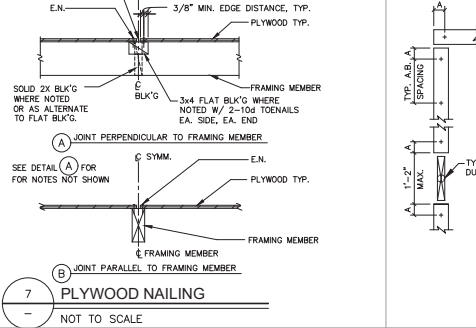 E.N.
3/8" MIN. EDGE DISTANCE, TYP.
PLYWOOD TYP.
SOLID 2X BLK'G
WHERE NOTED
OR AS ALTERNATE
TO FLAT BLK'G.
℄
BLK'G
FRAMING MEMBER
3x4 FLAT BLK'G WHERE
NOTED W/ 2-10d TOENAILS
EA. SIDE, EA. END
A JOINT PERPENDICULAR TO FRAMING MEMBER
SEE DETAIL A FOR
FOR NOTES NOT SHOWN
℄ SYMM.
E.N.
PLYWOOD TYP.
FRAMING MEMBER
℄ FRAMING MEMBER
B JOINT PARALLEL TO FRAMING MEMBER
7 PLYWOOD NAILING
– NOT TO SCALE
A
A
TYP. A.B.
SPACING
A
1'-2"
MAX.
A